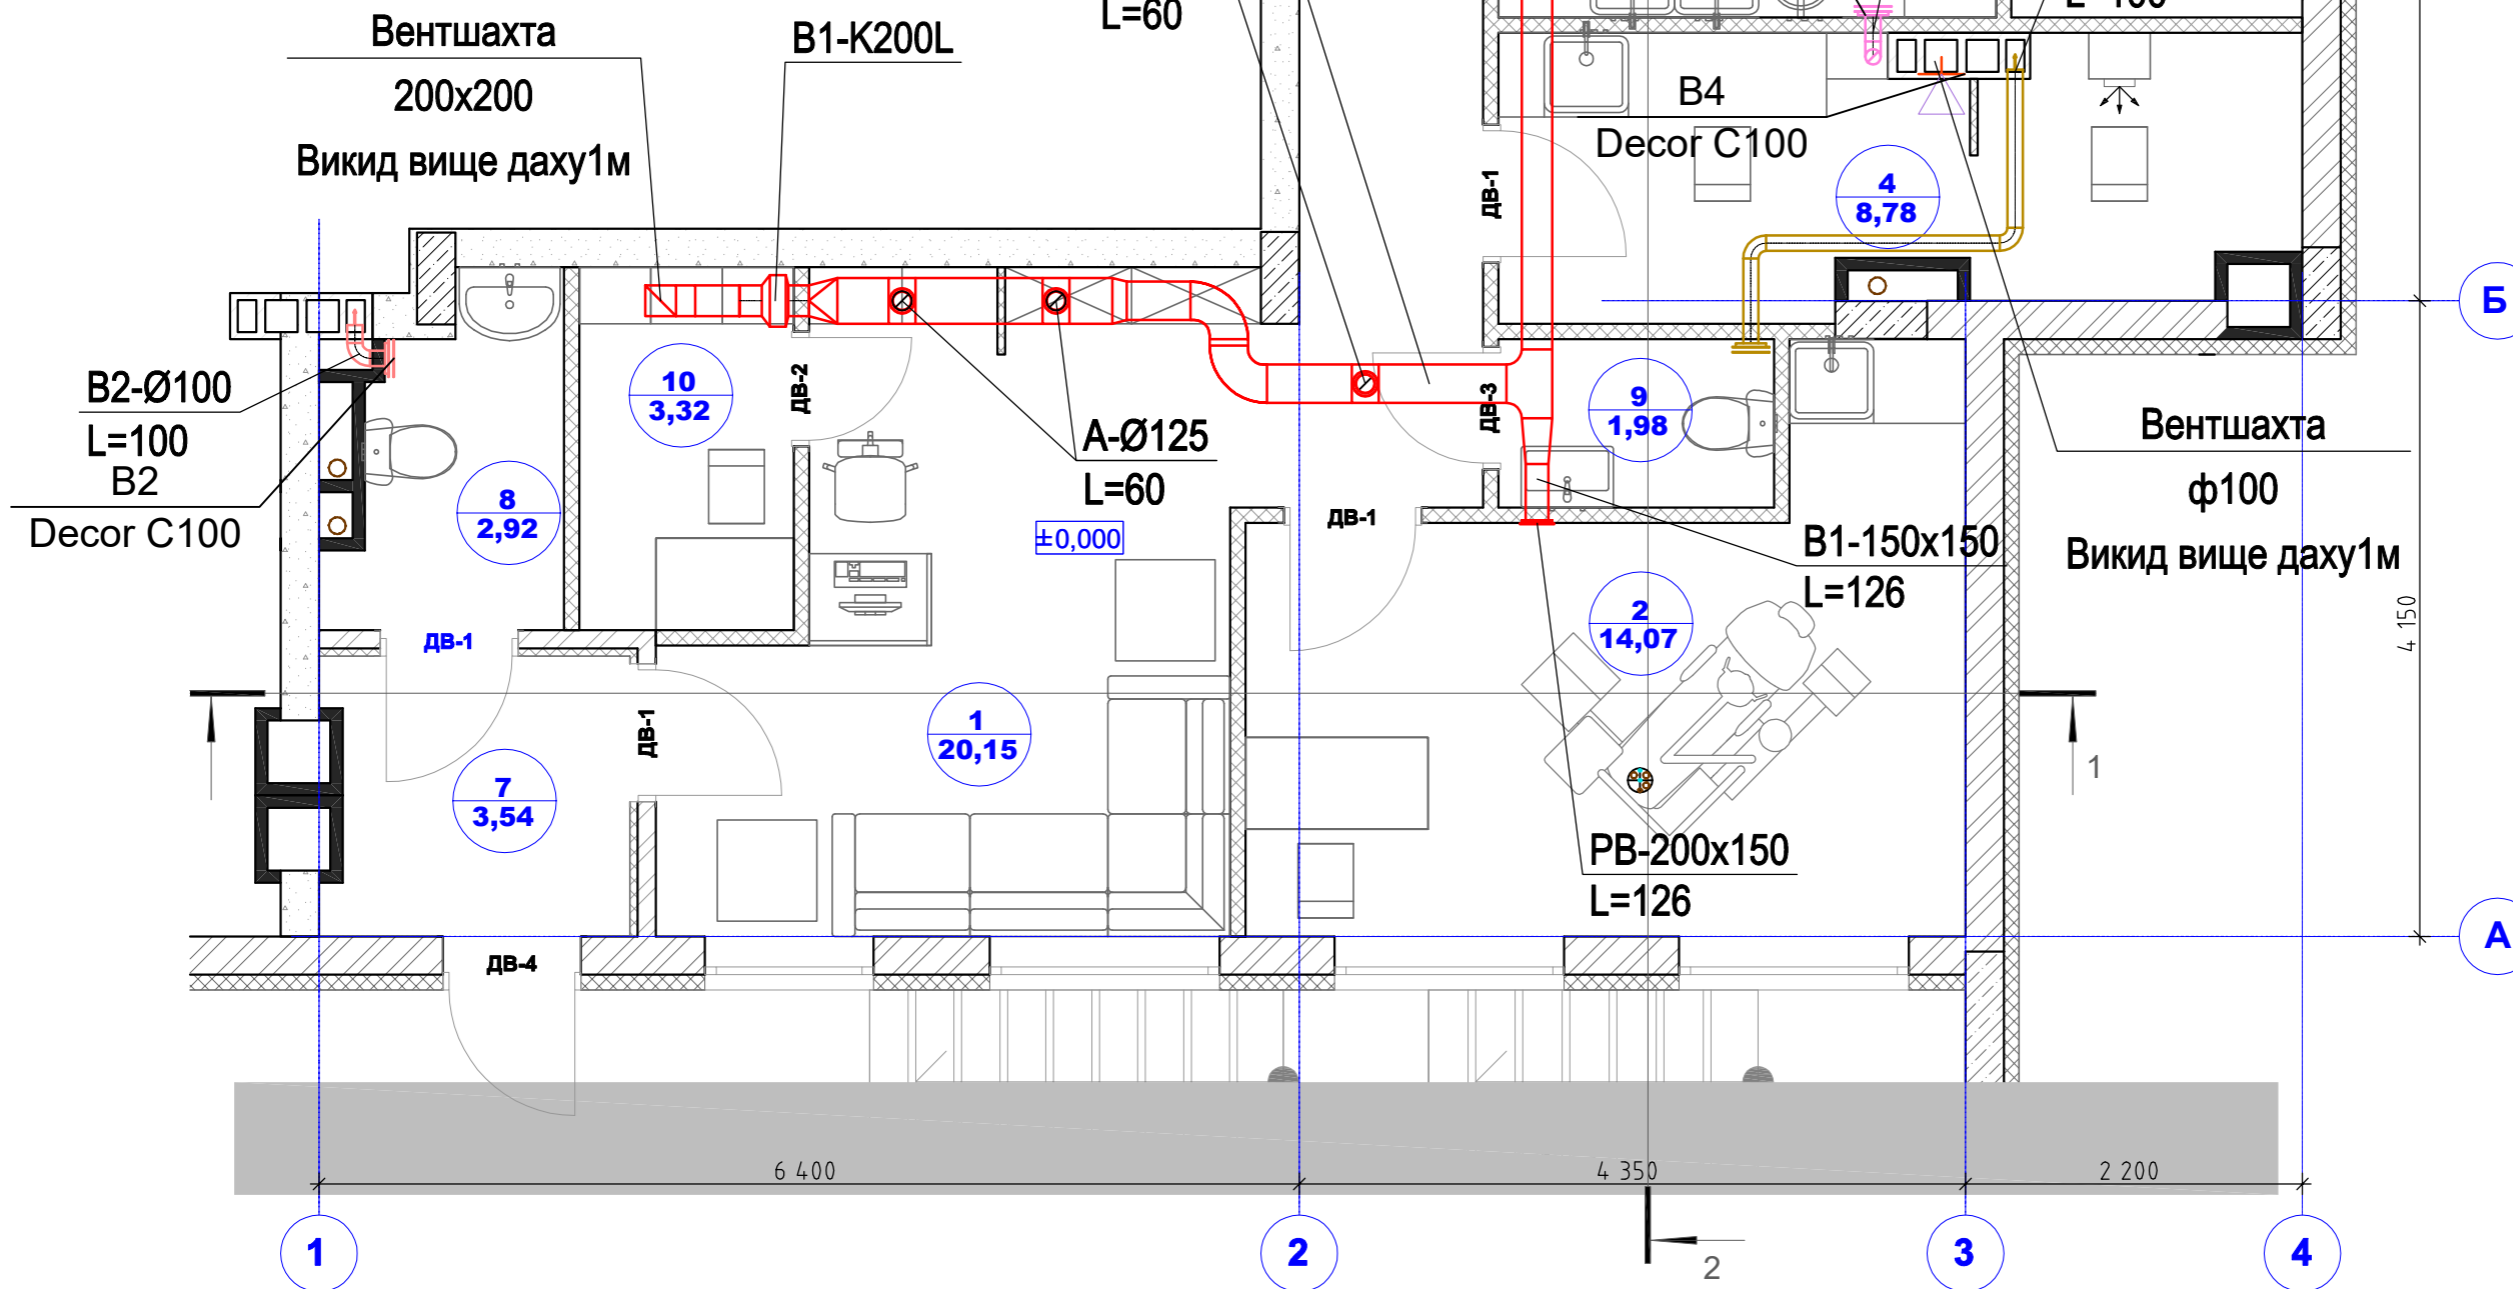 Вентшахта
200x200
Викид вище даху1м
B1-K200L
L=60
B4
Decor C100
ДВ-1
4
8,78
Б
B2-Ø100
L=100
B2
Decor C100
10
3,32
ДВ-2
A-Ø125
L=60
ДВ-3
9
1,98
Вентшахта
ф100
Викид вище даху1м
8
2,92
±0,000
ДВ-1
B1-150x150
L=126
2
14,07
4 150
ДВ-1
ДВ-1
1
20,15
1
7
3,54
PB-200x150
L=126
ДВ-4
А
6 400
4 350
2 200
1
2
2
3
4